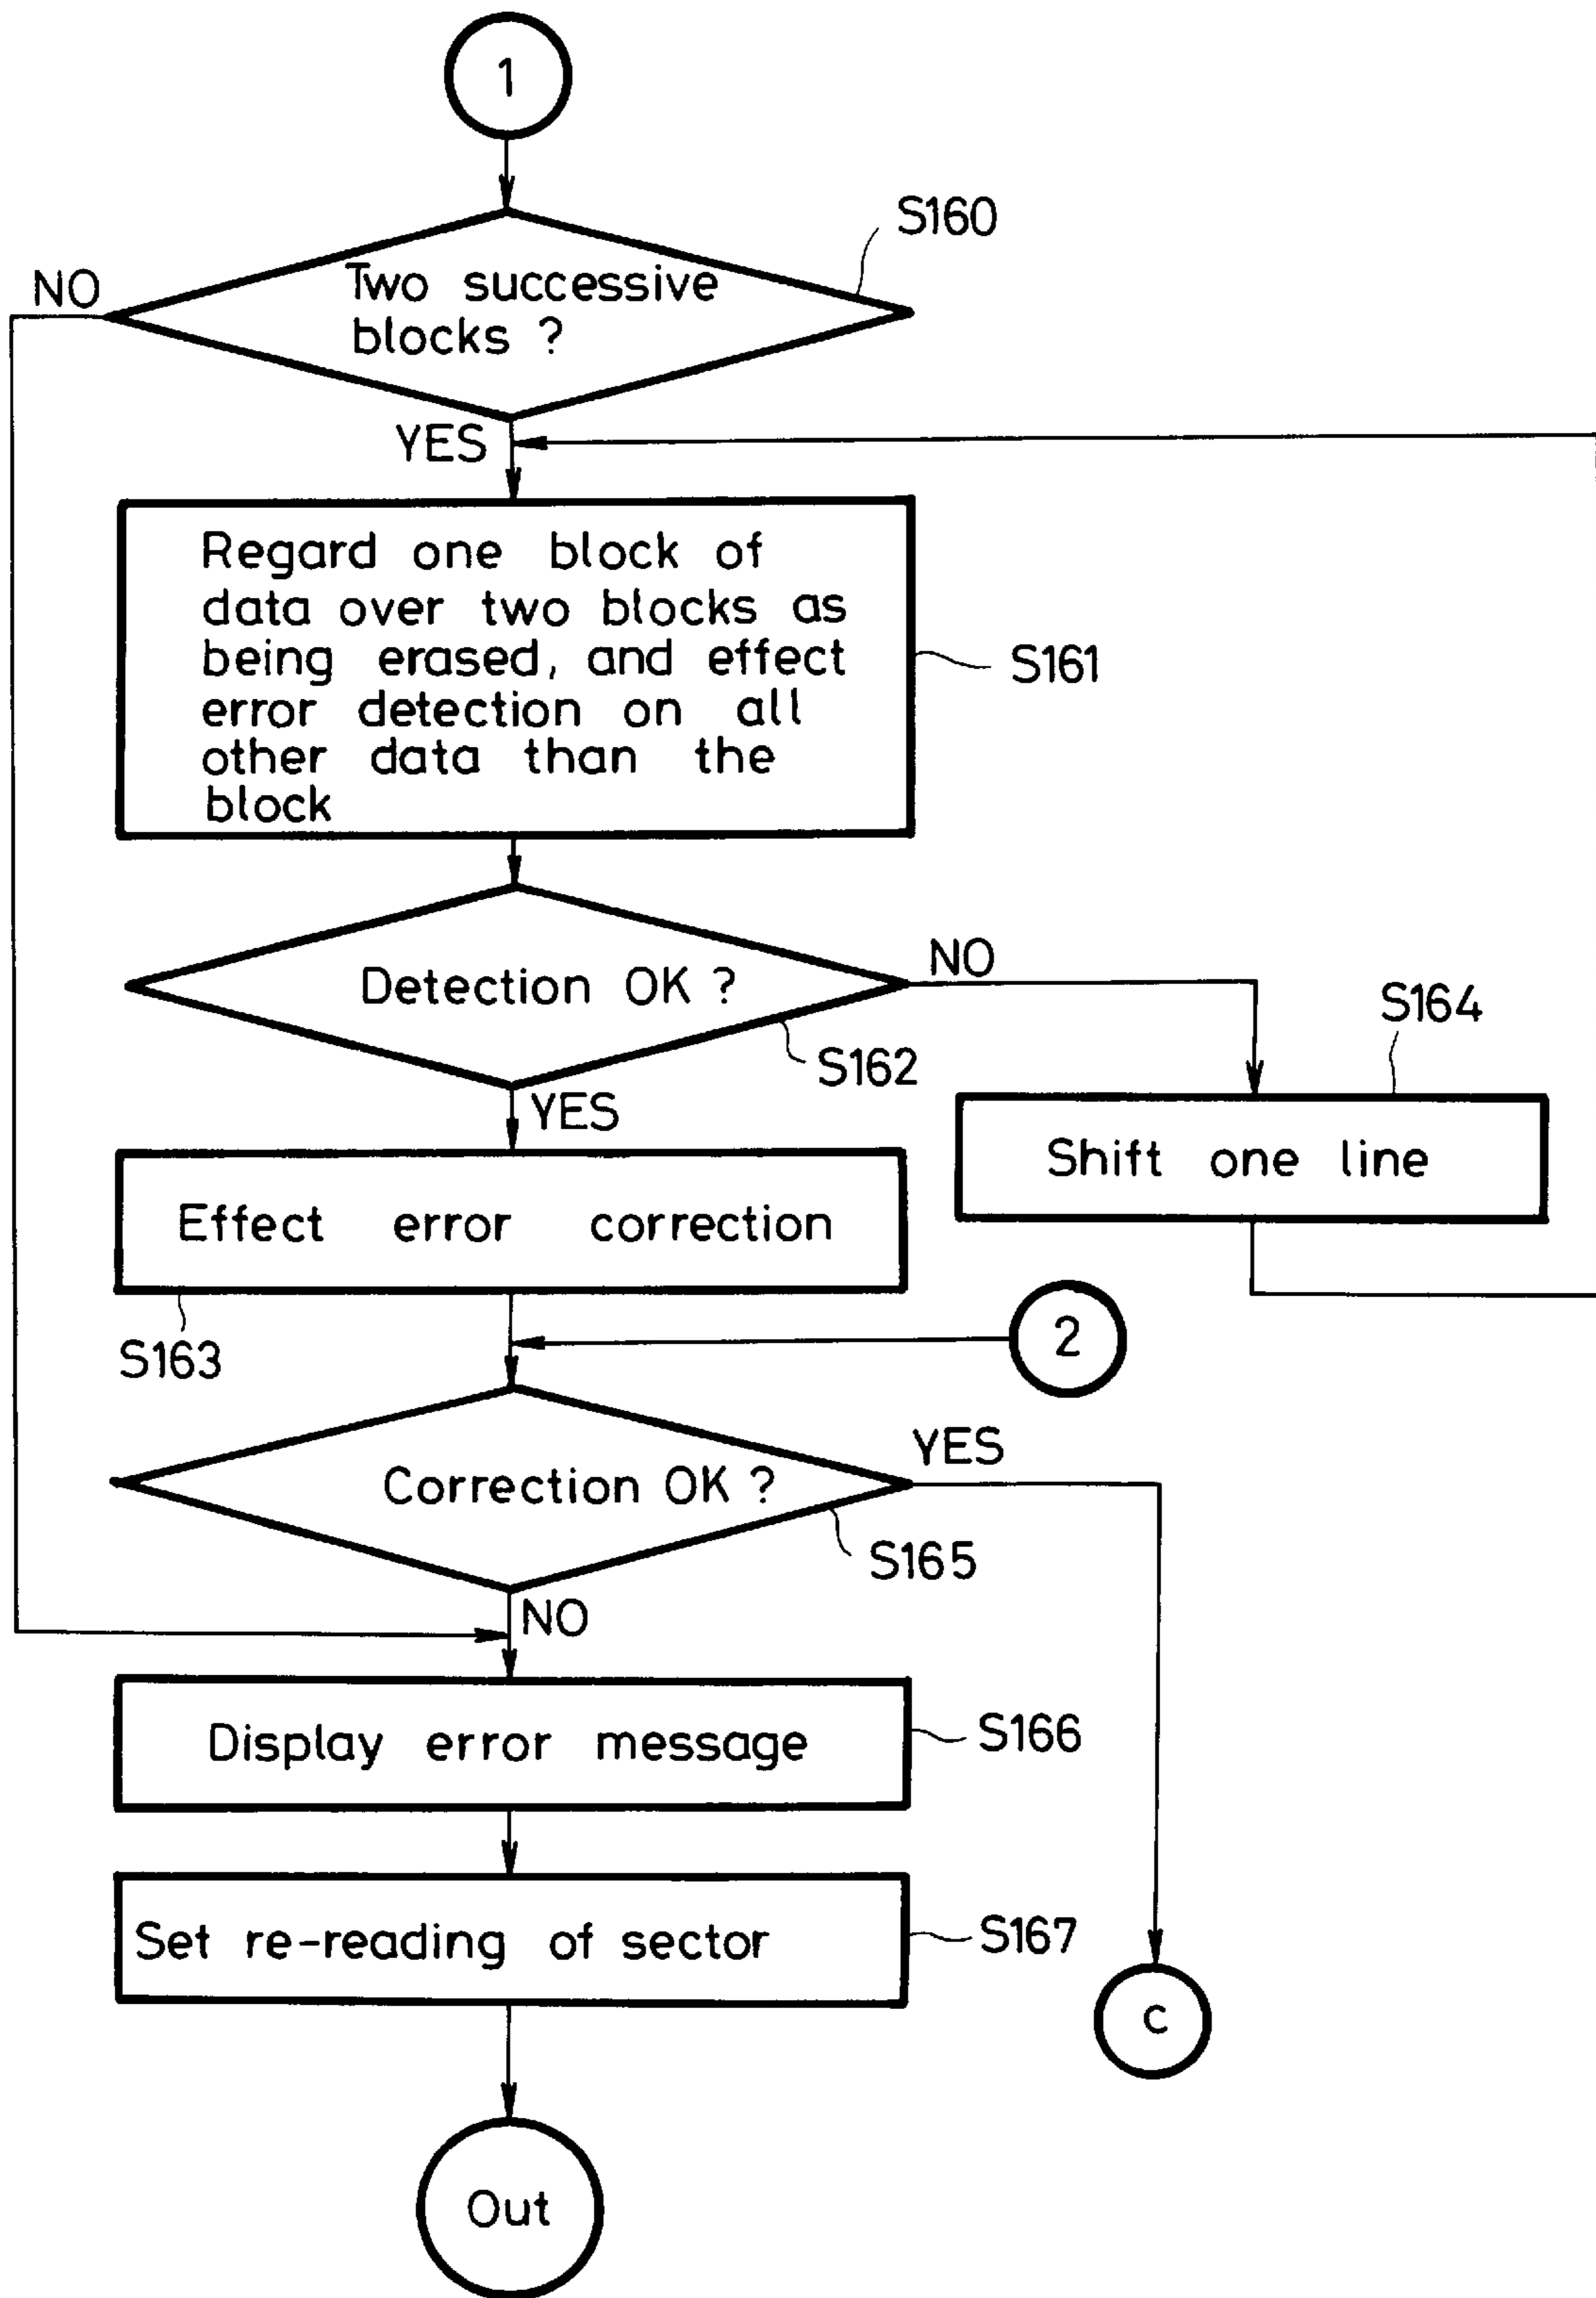 1
S160
NO
Two successive
blocks ?
YES
Regard one block of
data over two blocks as
being erased, and effect
error detection on all
other data than the
block
S161
NO
Detection OK ?
S164
S162
YES
Shift one line
Effect error correction
2
S163
YES
Correction OK ?
S165
NO
Display error message
S166
Set re-reading of sector
S167
c
Out